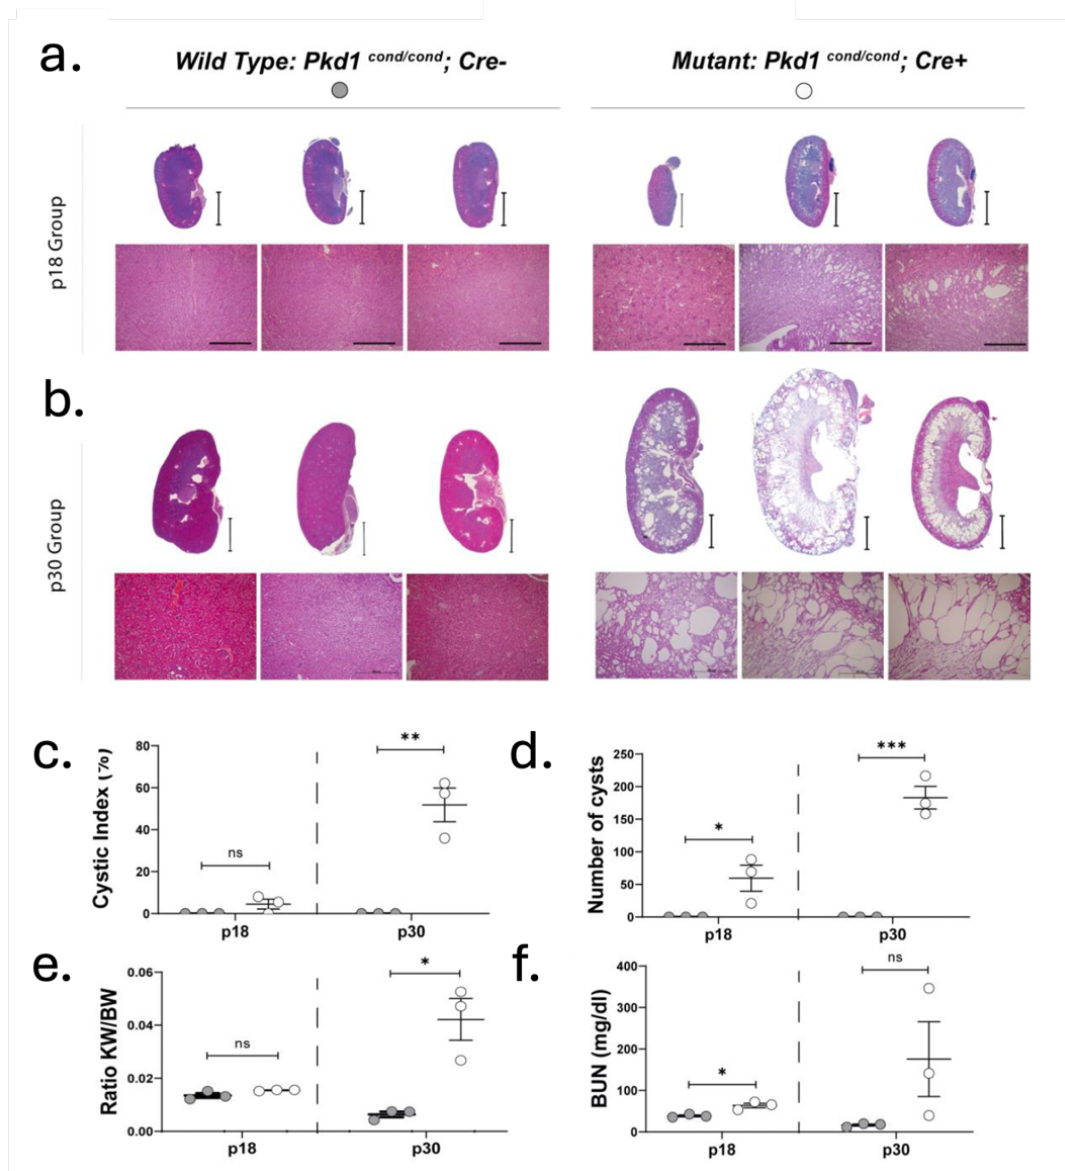 a.
Wild Type: Pkd1 cond/cond; Cre-
Mutant: Pkd1 cond/cond; Cre+
p18 Group
b.
p30 Group
c.
Cystic Index (%)
80
60
40
20
0
ns
**
p18
p30
d.
Number of cysts
250
200
150
100
50
0
*
***
p18
p30
e.
Ratio KW/BW
0.06
0.04
0.02
0.00
ns
*
p18
p30
f.
BUN (mg/dl)
400
300
200
100
0
*
ns
p18
p30